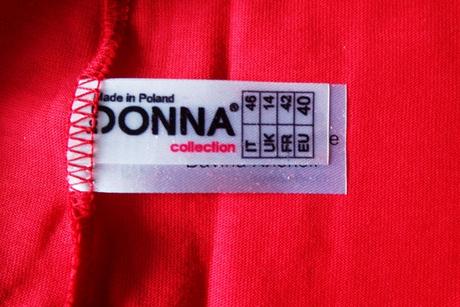 Made in Poland
DONNA®
collection
46 14 42 40
IT UK FR EU
e